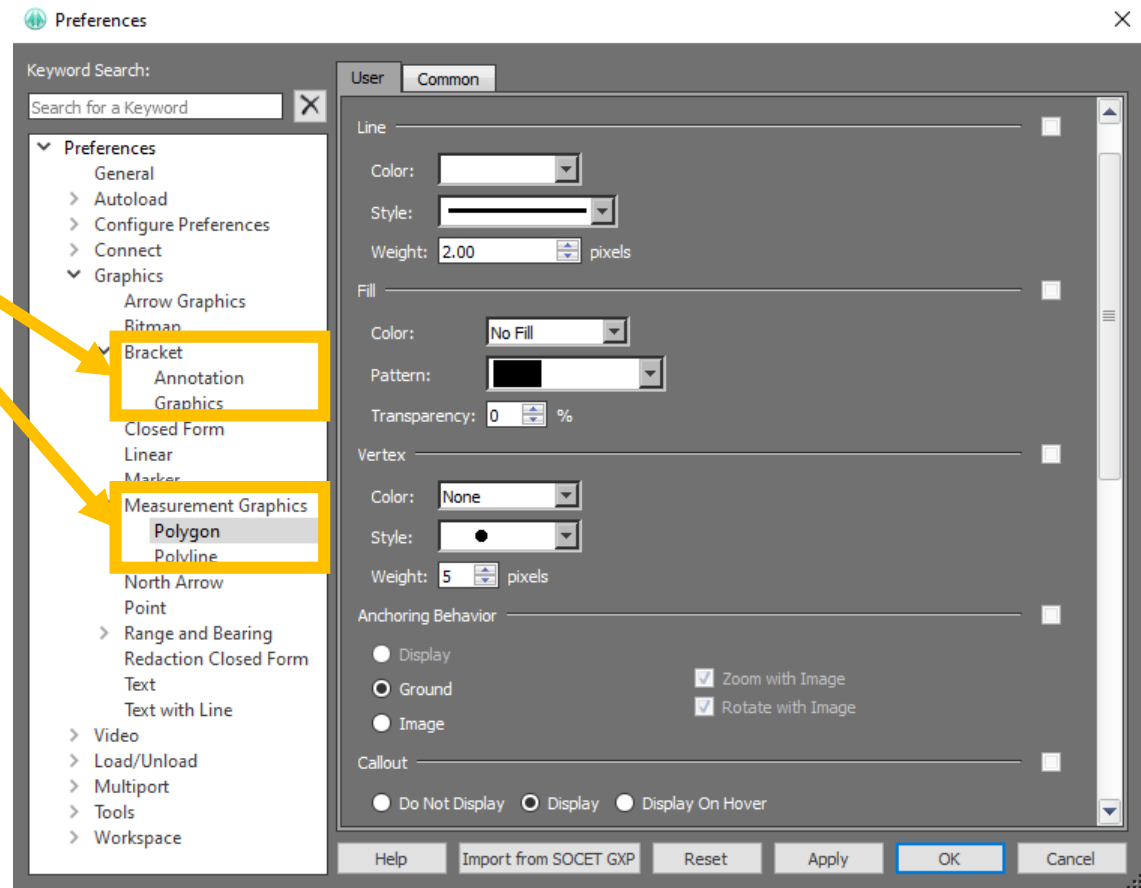 Preferences
Keyword Search:
Search for a Keyword
Preferences
General
Autoload
Configure Preferences
Connect
Graphics
Arrow Graphics
Bitmap
Bracket
Annotation
Graphics
Closed Form
Linear
Marker
Measurement Graphics
Polygon
Polyline
North Arrow
Point
Range and Bearing
Redaction Closed Form
Text
Text with Line
Video
Load/Unload
Multiport
Tools
Workspace
User Common
Line
Color:
Style:
Weight: 2.00 pixels
Fill
Color: No Fill
Pattern:
Transparency: 0 %
Vertex
Color: None
Style:
Weight: 5 pixels
Anchoring Behavior
Display
Ground
Image
Zoom with Image
Rotate with Image
Callout
Do Not Display Display Display On Hover
Help Import from SOCET GXP Reset Apply OK Cancel